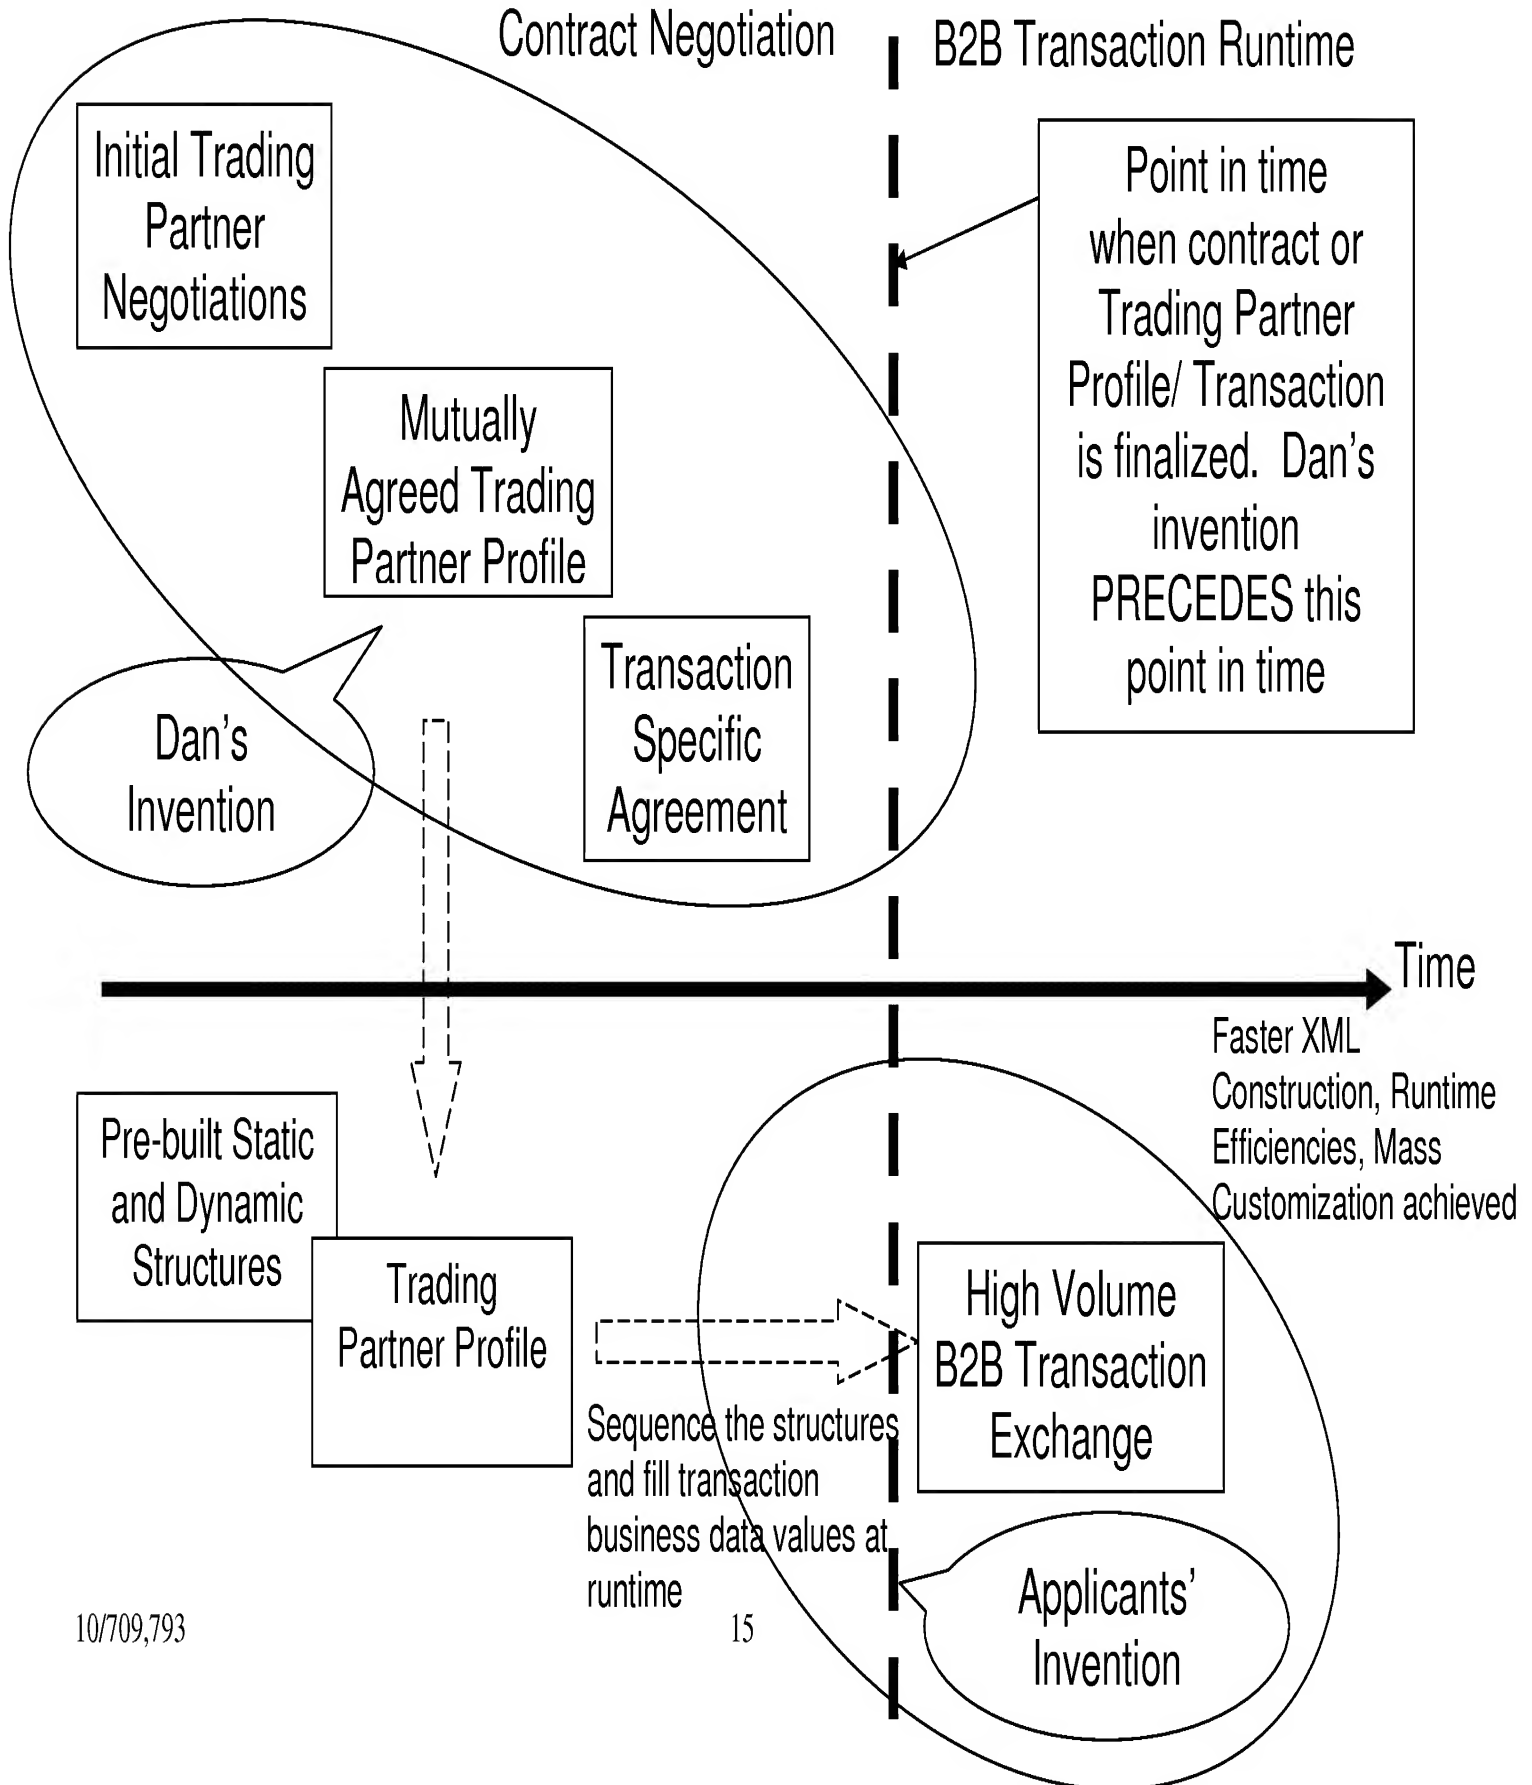 Contract Negotiation
B2B Transaction Runtime
Initial Trading
Partner
Negotiations
Point in time
when contract or
Trading Partner
Profile/ Transaction
is finalized.  Dan's
invention
PRECEDES this
point in time
Mutually
Agreed Trading
Partner Profile
Transaction
Specific
Agreement
Dan's
Invention
Time
Faster XML
Construction, Runtime
Efficiencies, Mass
Customization achieved
Pre-built Static
and Dynamic
Structures
Trading
Partner Profile
High Volume
B2B Transaction
Exchange
Sequence the structures
and fill transaction
business data values at
runtime
Applicants'
Invention
10/709,793
15